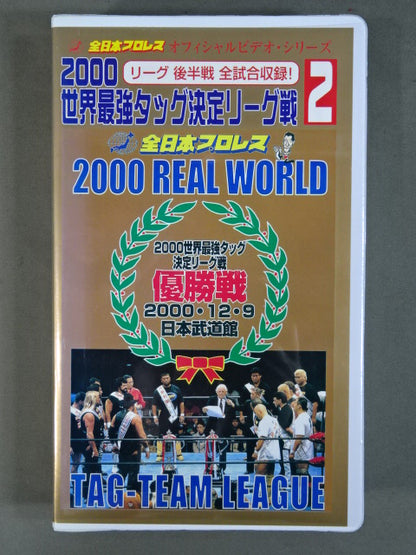 全日本プロレス オフィシャルビデオ・シリーズ
2000 リーグ 後半戦 全試合収録!
世界最強タッグ決定リーグ戦 2
全日本プロレス
2000 REAL WORLD
2000世界最強タッグ
決定リーグ戦
優勝戦
2000・12・9
日本武道館
TAG-TEAM LEAGUE